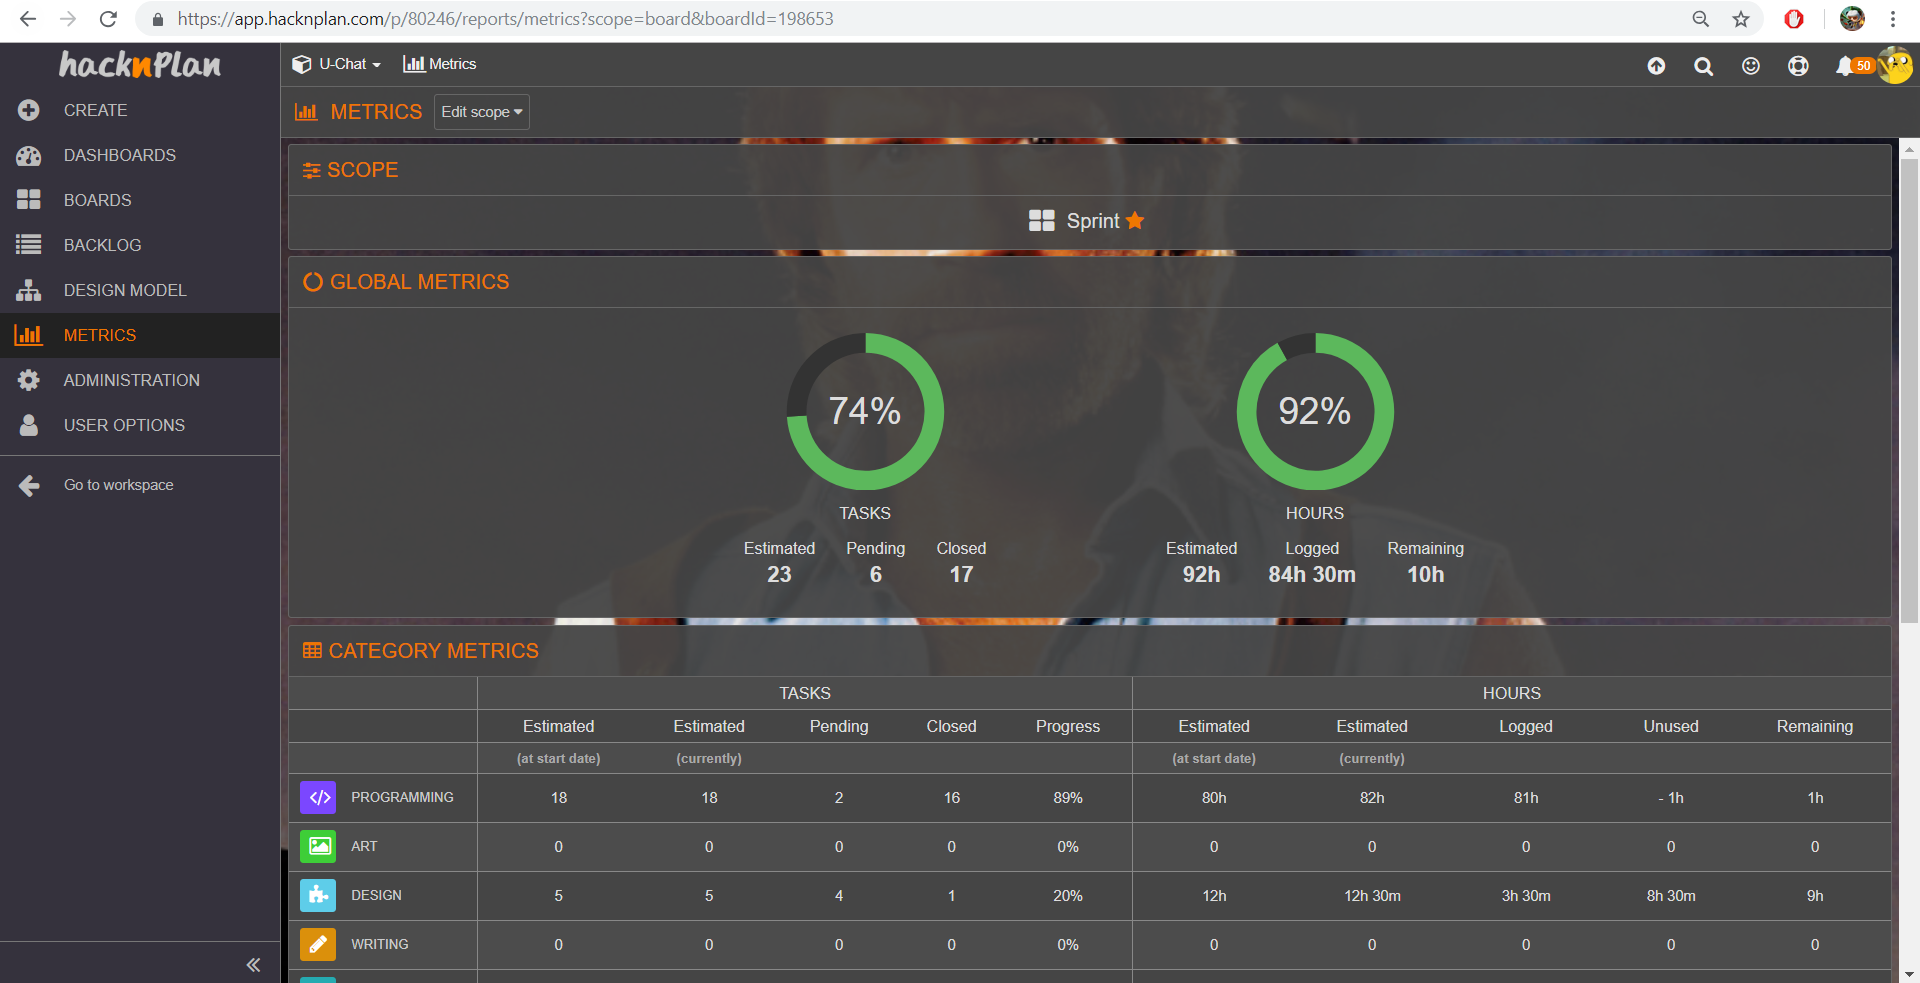 https://app.hacknplan.com/p/80246/reports/metrics?scope=board&boardId=198653
hacknPlan
U-Chat
Metrics
50
CREATE
DASHBOARDS
BOARDS
BACKLOG
DESIGN MODEL
METRICS
ADMINISTRATION
USER OPTIONS
Go to workspace
METRICS
Edit scope
SCOPE
Sprint
GLOBAL METRICS
74%
92%
TASKS
HOURS
Estimated Pending Closed
23 6 17
Estimated Logged Remaining
92h 84h 30m 10h
CATEGORY METRICS
TASKS HOURS
Estimated Estimated Pending Closed Progress Estimated Estimated Logged Unused Remaining
(at start date) (currently) (at start date) (currently)
PROGRAMMING 18 18 2 16 89% 80h 82h 81h - 1h 1h
ART 0 0 0 0 0% 0 0 0 0 0
DESIGN 5 5 4 1 20% 12h 12h 30m 3h 30m 8h 30m 9h
WRITING 0 0 0 0 0% 0 0 0 0 0